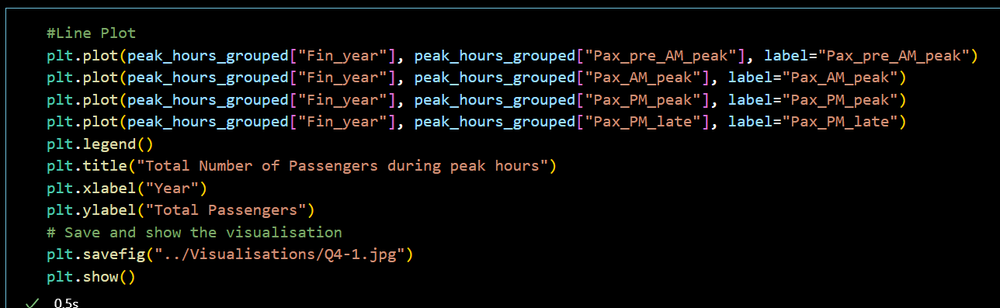 #Line Plot
plt.plot(peak_hours_grouped["Fin_year"], peak_hours_grouped["Pax_pre_AM_peak"], label="Pax_pre_AM_peak")
plt.plot(peak_hours_grouped["Fin_year"], peak_hours_grouped["Pax_AM_peak"], label="Pax_AM_peak")
plt.plot(peak_hours_grouped["Fin_year"], peak_hours_grouped["Pax_PM_peak"], label="Pax_PM_peak")
plt.plot(peak_hours_grouped["Fin_year"], peak_hours_grouped["Pax_PM_late"], label="Pax_PM_late")
plt.legend()
plt.title("Total Number of Passengers during peak hours")
plt.xlabel("Year")
plt.ylabel("Total Passengers")
# Save and show the visualisation
plt.savefig("../Visualisations/Q4-1.jpg")
plt.show()
0.5s